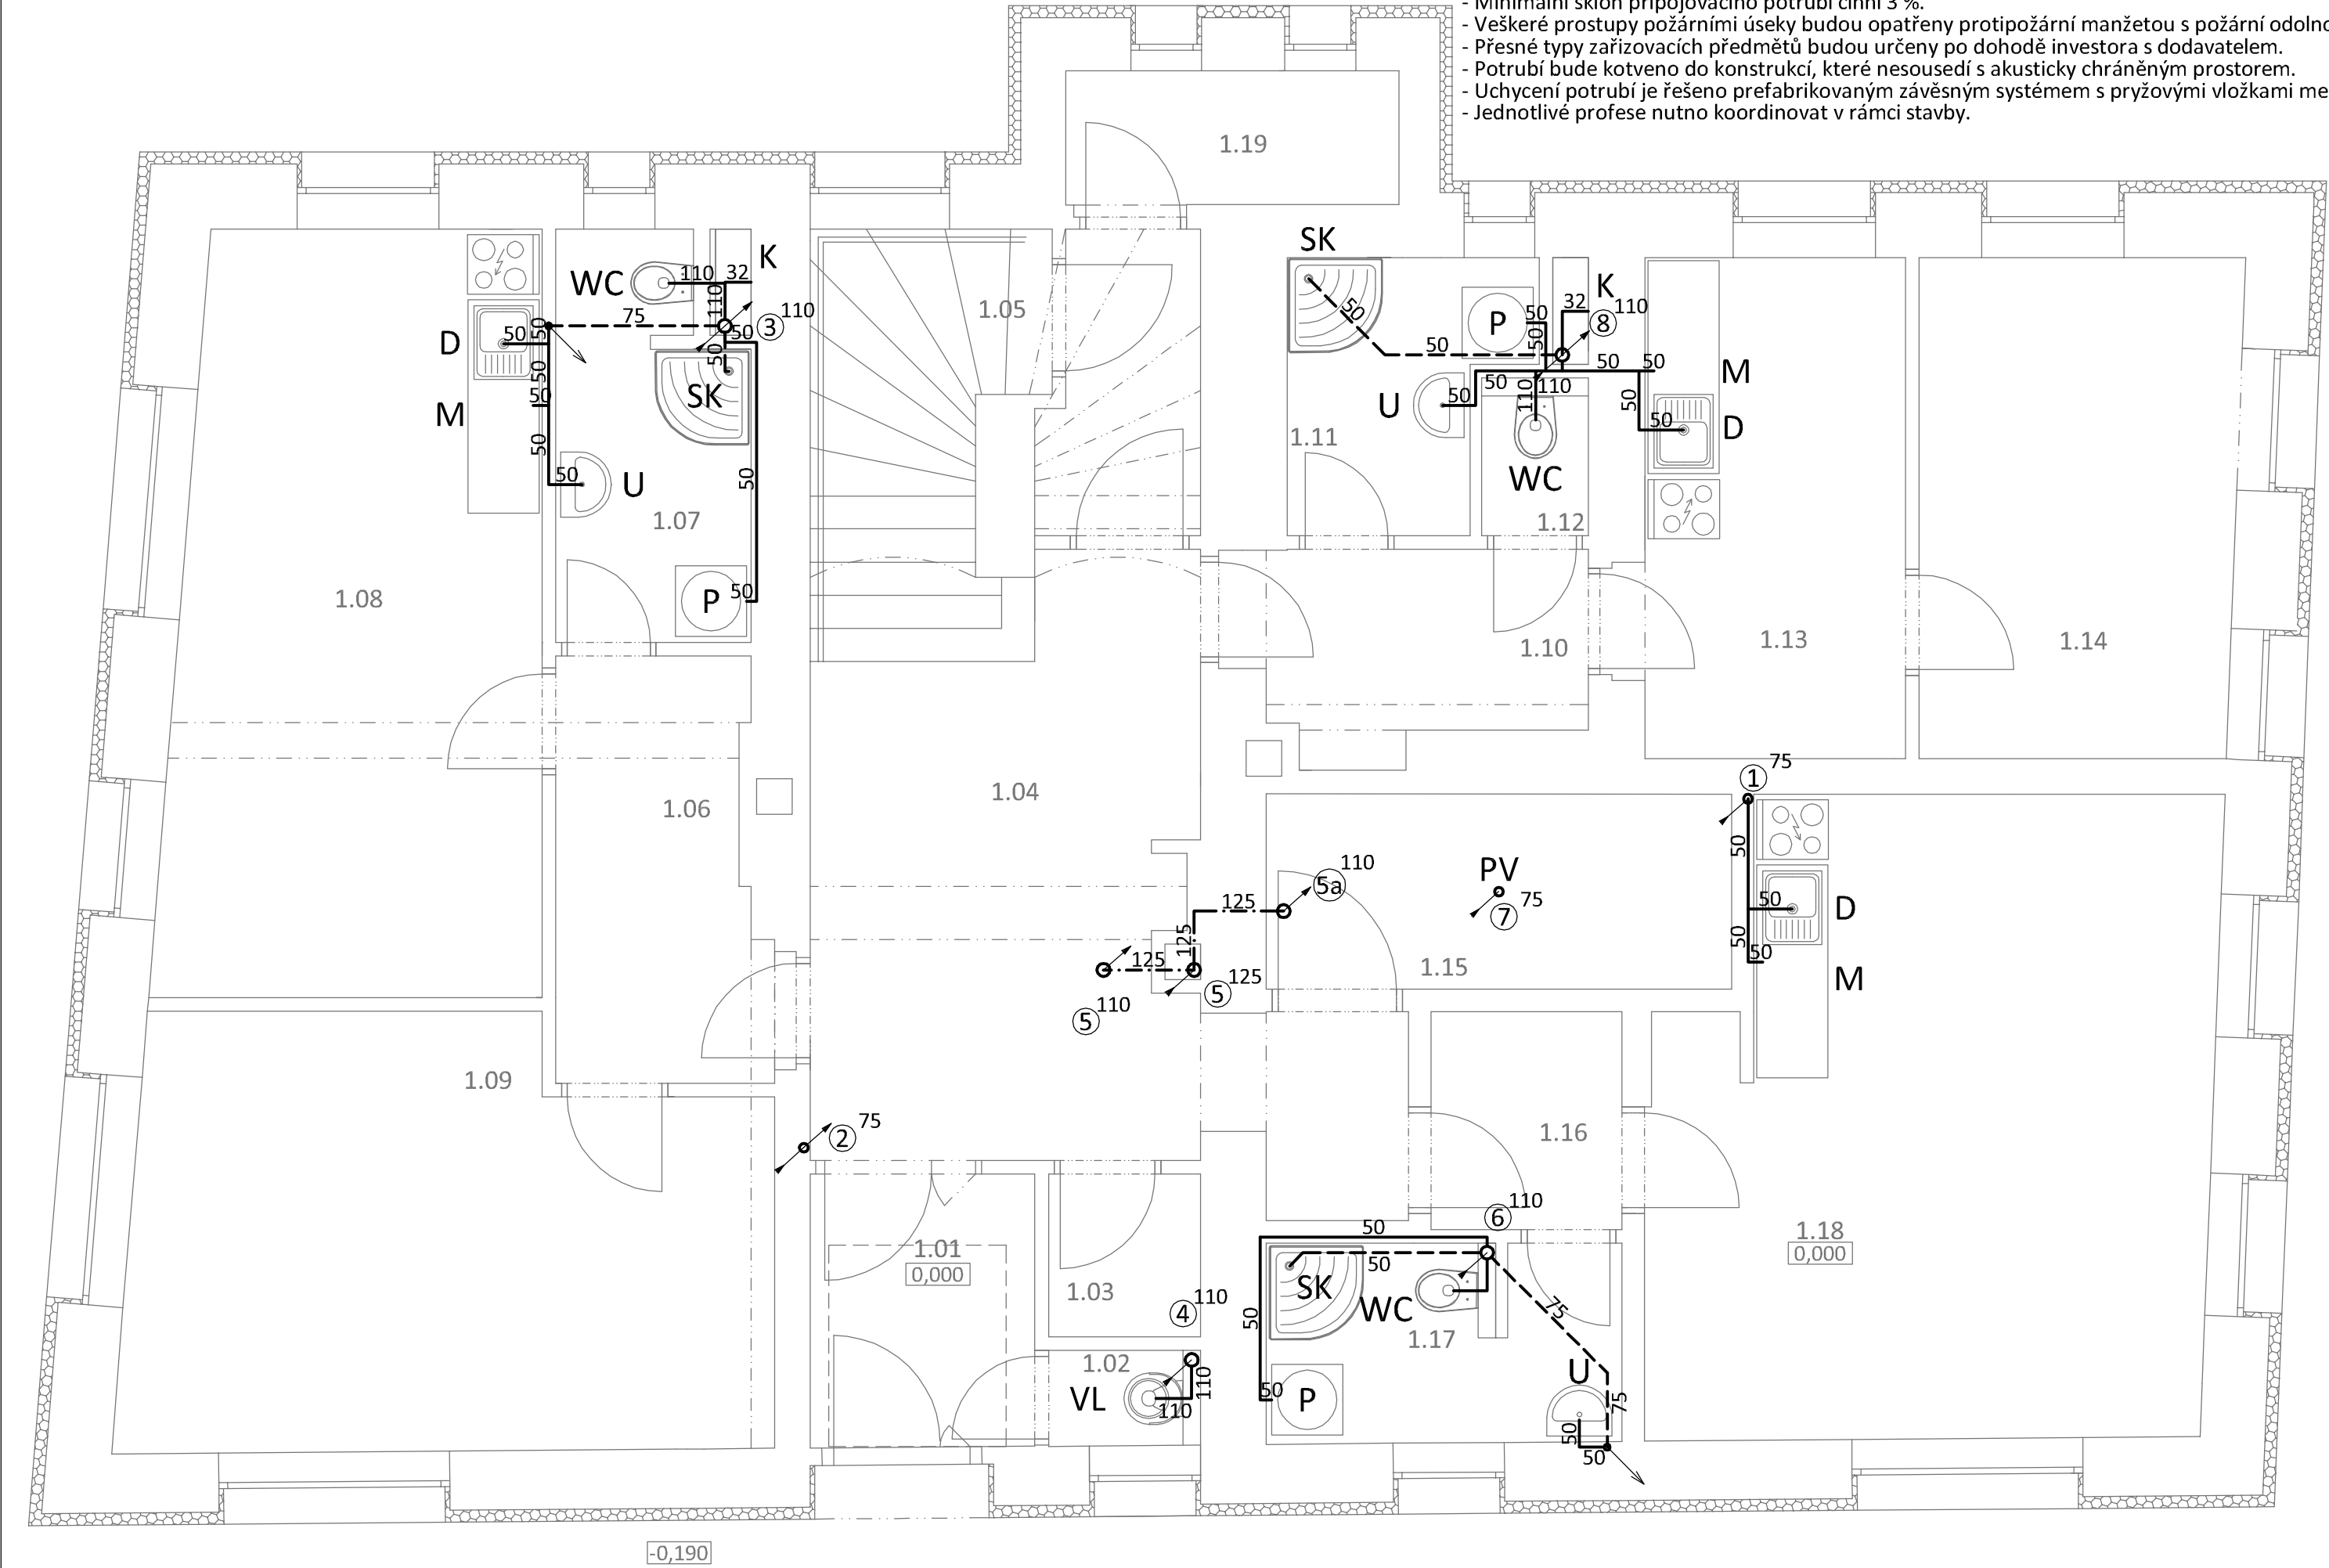 - Minimální sklon připojovacího potrubí činní 3 %.
- Veškeré prostupy požárními úseky budou opatřeny protipožární manžetou s požární
- Přesné typy zařizovacích předmětů budou určeny po dohodě investora s dodavatelem.
- Potrubí bude kotveno do konstrukcí, které nesousedí s akusticky chráněným prostorem.
- Uchycení potrubí je řešeno prefabrikovaným závěsným systémem s pryžovými vložkami
- Jednotlivé profese nutno koordinovat v rámci stavby.
1.19
SK
K
WC
110
32
110
75
50
3
110
50
50
D
50
50
50
M
50
SK
50
U
1.07
50
P
50
1.08
1.05
50
50
P
50
50
K
32
8
110
50
50
M
50
50
D
U
50
50
110
110
WC
1.11
1.12
1.10
1.13
1.14
1.06
1.04
1
75
50
50
D
50
50
M
PV
75
7
5a
110
125
125
125
5
125
5
110
1.15
1.09
2
75
1.16
1.01
0,000
1.03
4
110
1.02
VL
110
110
6
110
50
50
SK
WC
1.17
50
50
P
75
75
U
50
50
1.18
0,000
-0,190